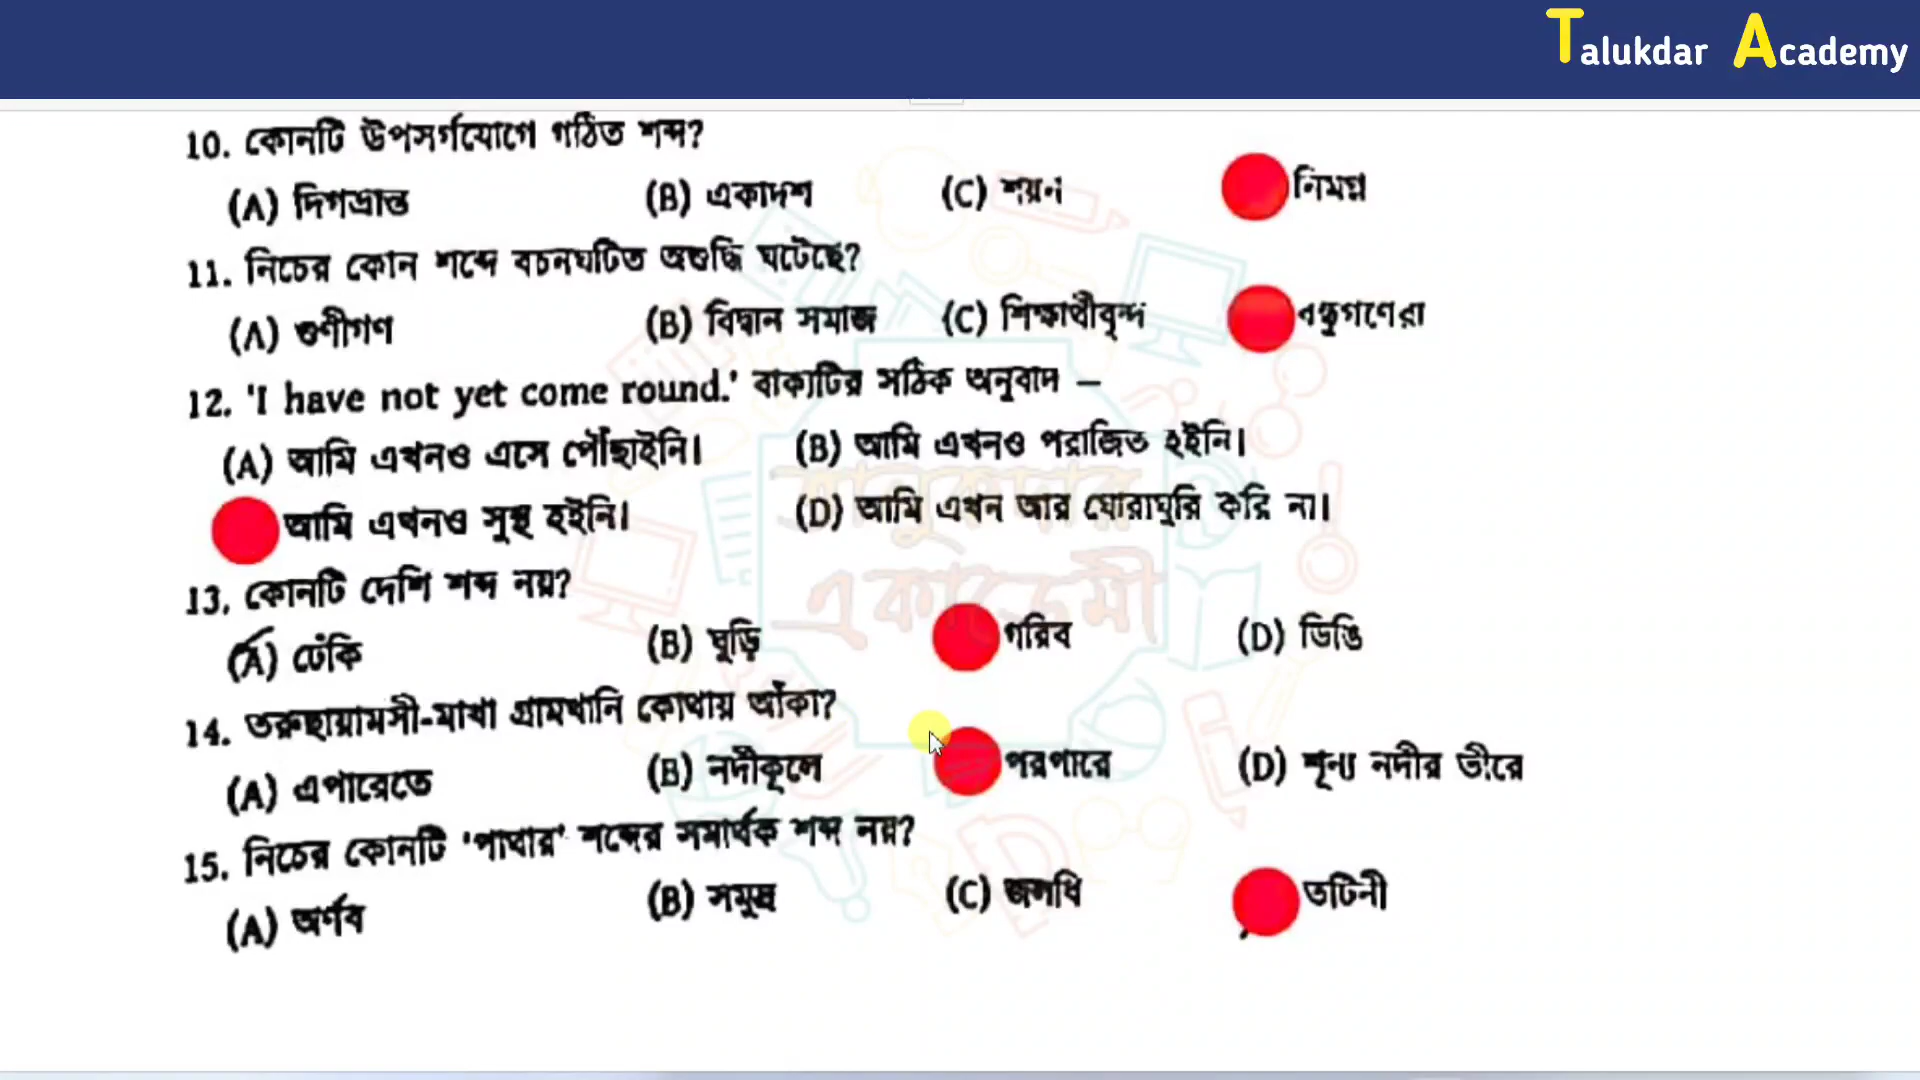 Talukdar Academy
10. কোনটি উপসর্গযোগে গঠিত শব্দ?
(A) দিগভ্রান্ত (B) একাদশ (C) শয়ন নিমগ্ন
11. নিচের কোন শব্দে বচনঘটিত অশুদ্ধি ঘটেছে?
(A) গুণীগণ (B) বিদ্বান সমাজ (C) শিক্ষার্থীবৃন্দ বন্ধুগণেরা
12. 'I have not yet come round.' বাক্যটির সঠিক অনুবাদ –
(A) আমি এখনও এসে পৌঁছাইনি। (B) আমি এখনও পরাজিত হইনি।
আমি এখনও সুস্থ হইনি। (D) আমি এখন আর ঘোরাঘুরি করি না।
13. কোনটি দেশি শব্দ নয়?
(A) ঢেঁকি (B) ঘুড়ি গরিব (D) ডিঙি
14. তরুছায়ামসী-মাখা গ্রামখানি কোথায় আঁকা?
(A) এপারেতে (B) নদীকূলে পরপারে (D) শূন্য নদীর তীরে
15. নিচের কোনটি 'পাথার' শব্দের সমার্থক শব্দ নয়?
(A) অর্ণব (B) সমুদ্র (C) জলধি তটিনী
তালুকদার
একাডেমী